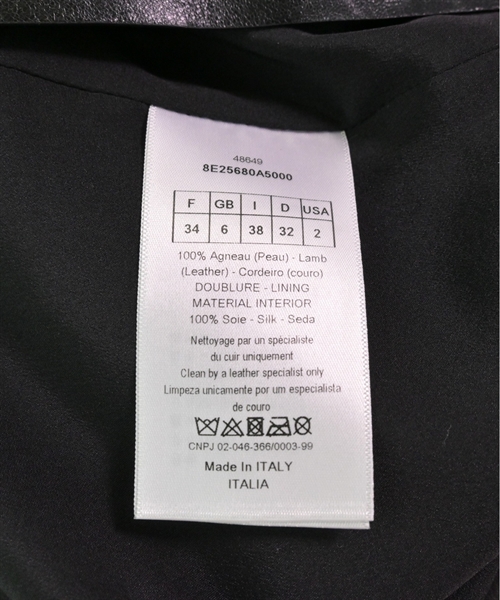 48649
8E25680A5000
F GB I D USA
34 6 38 32 2
100% Agneau (Peau) - Lamb
(Leather) - Cordeiro (couro)
DOUBLURE - LINING
MATERIAL INTERIOR
100% Soie - Silk - Seda
Nettoyage par un spécialiste
du cuir uniquement
Clean by a leather specialist only
Limpeza unicamente por um especialista
de couro
CNPJ 02-046-366/0003-99
Made In ITALY
ITALIA